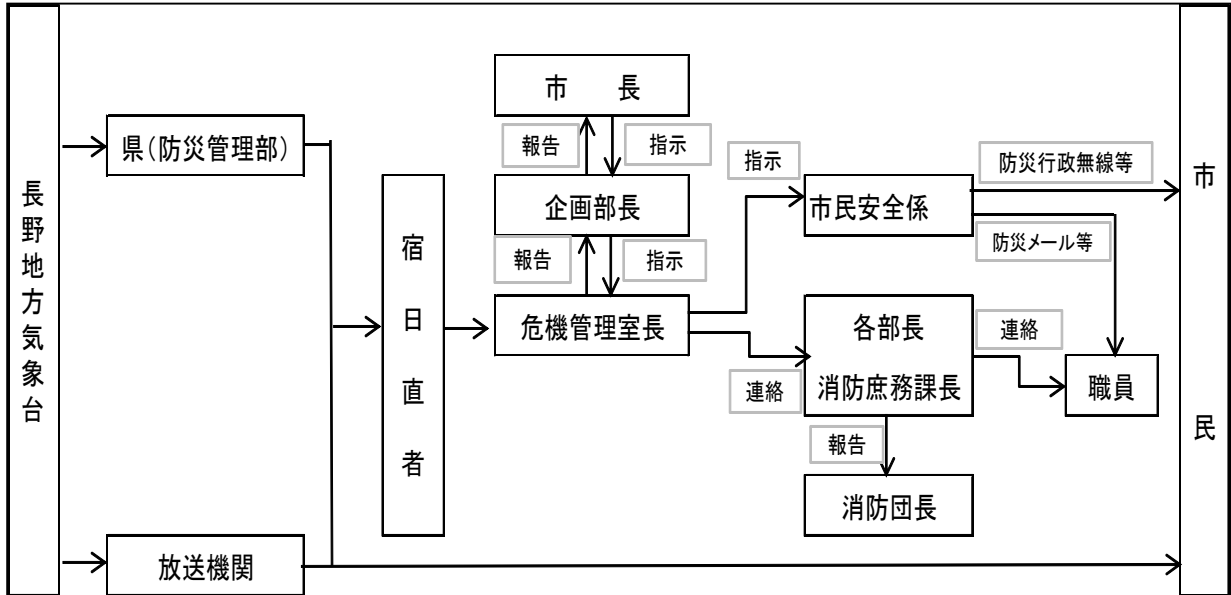 長野地方気象台
県(防災管理部)
放送機関
宿日直者
市　　長
報告
指示
企画部長
報告
指示
危機管理室長
指示
連絡
市民安全係
防災行政無線等
防災メール等
各部長
消防庶務課長
連絡
職員
報告
消防団長
市民